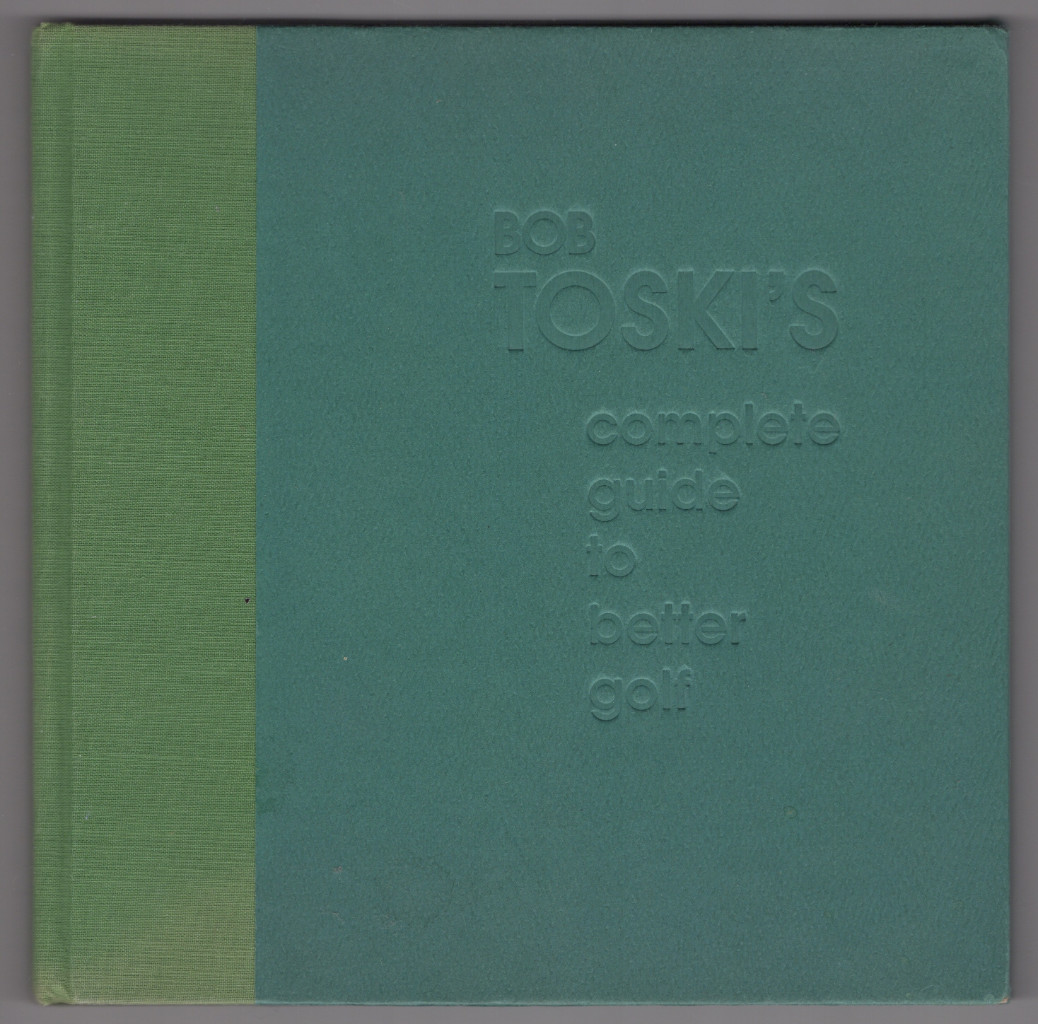 BOB
TOSKI'S
complete
guide
to
better
golf